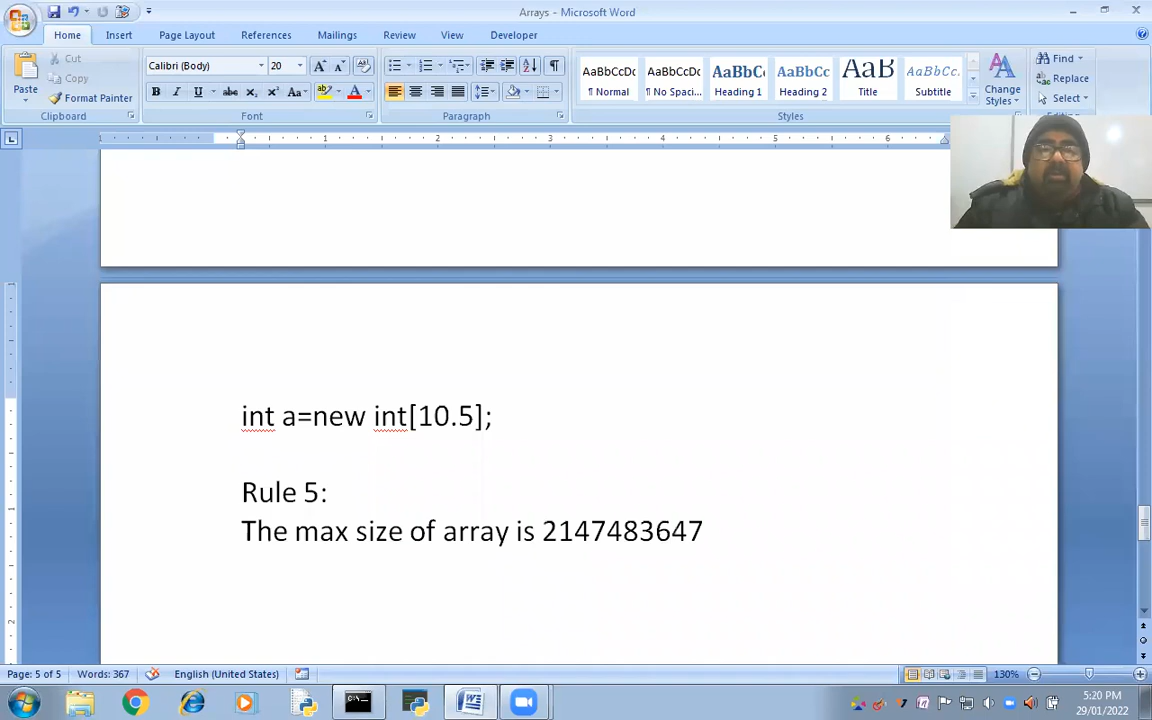 Arrays - Microsoft Word
Home Insert Page Layout References Mailings Review View Developer
Paste
Cut
Copy
Format Painter
Clipboard
Calibri (Body) 20
Font
Paragraph
AaBbCcDc AaBbCcDc AaBbC AaBbCc AaB AaBbCc.
¶ Normal ¶ No Spaci... Heading 1 Heading 2 Title Subtitle
Styles
Change Styles
Find
Replace
Select
int a=new int[10.5];
Rule 5:
The max size of array is 2147483647
Page: 5 of 5 Words: 367 English (United States) 130%
5:20 PM
29/01/2022